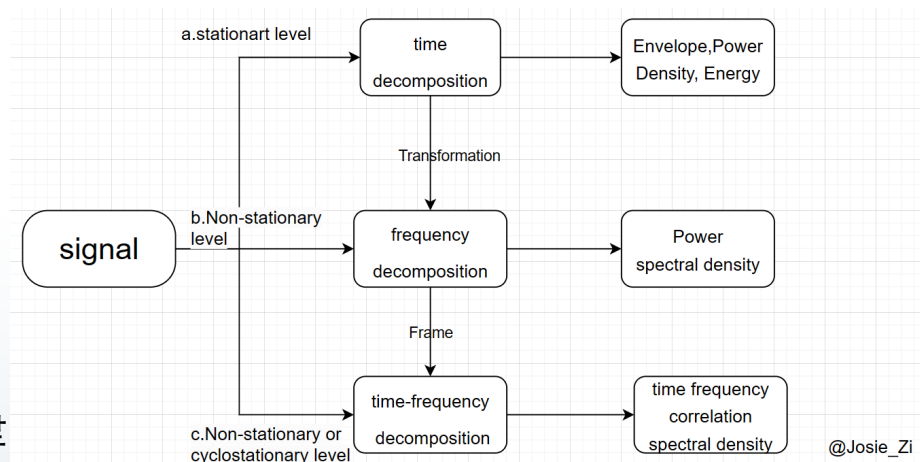 a.stationart level
time
decomposition
Envelope,Power
Density, Energy
Transformation
signal
b.Non-stationary
level
frequency
decomposition
Power
spectral density
Frame
time-frequency
decomposition
time frequency
correlation
spectral density
c.Non-stationary or
cyclostationary level
@Josie_Zi